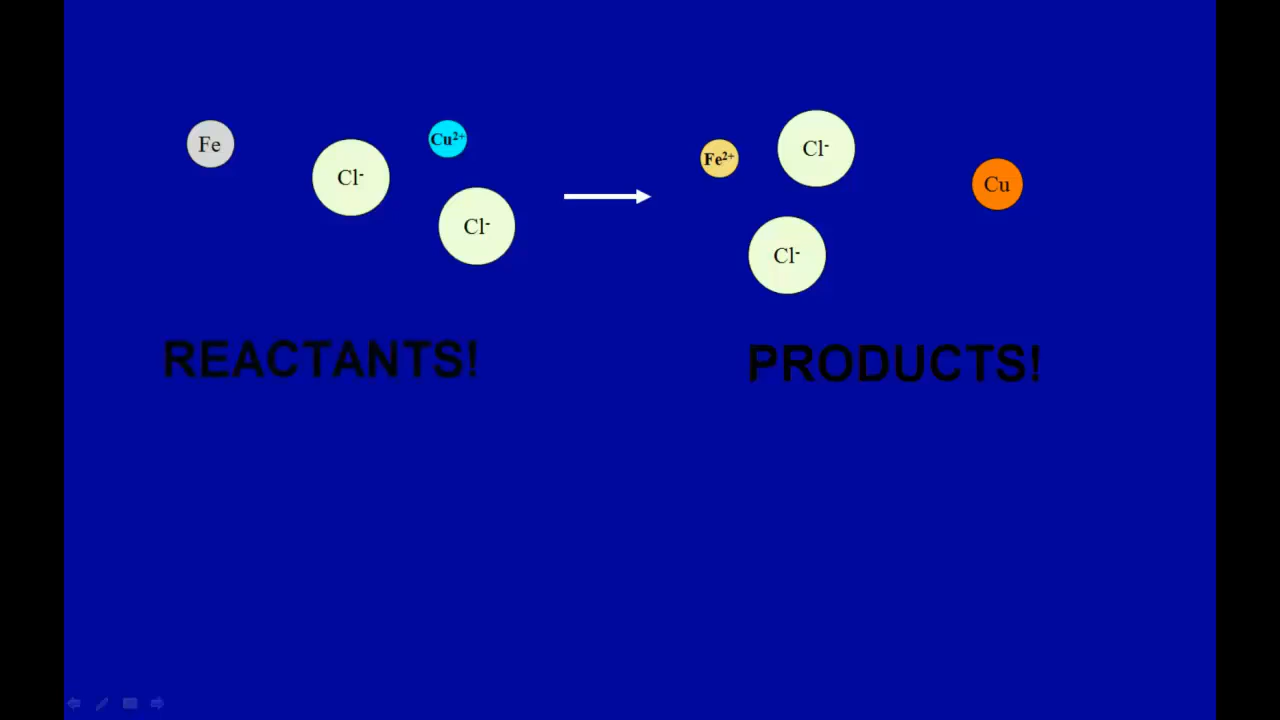 Fe
Cl-
Cu²⁺
Cl-
Fe²⁺
Cl-
Cl-
Cu
REACTANTS!
PRODUCTS!